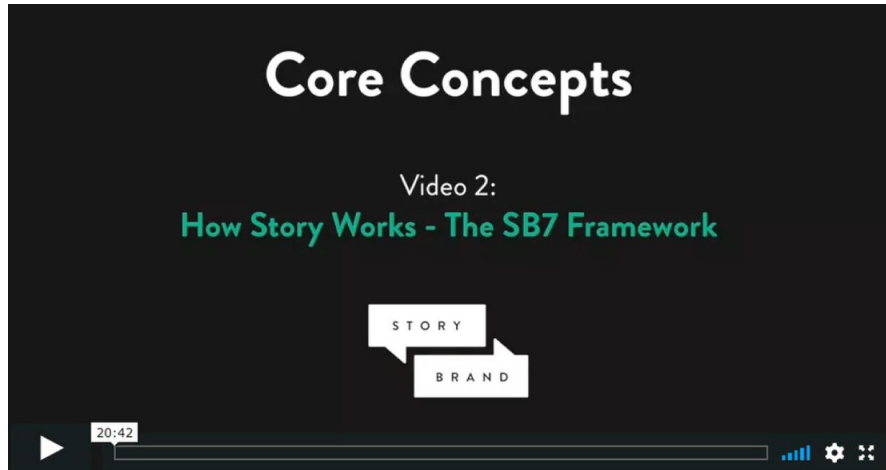 Core Concepts
Video 2:
How Story Works - The SB7 Framework
STORY
BRAND
20:42